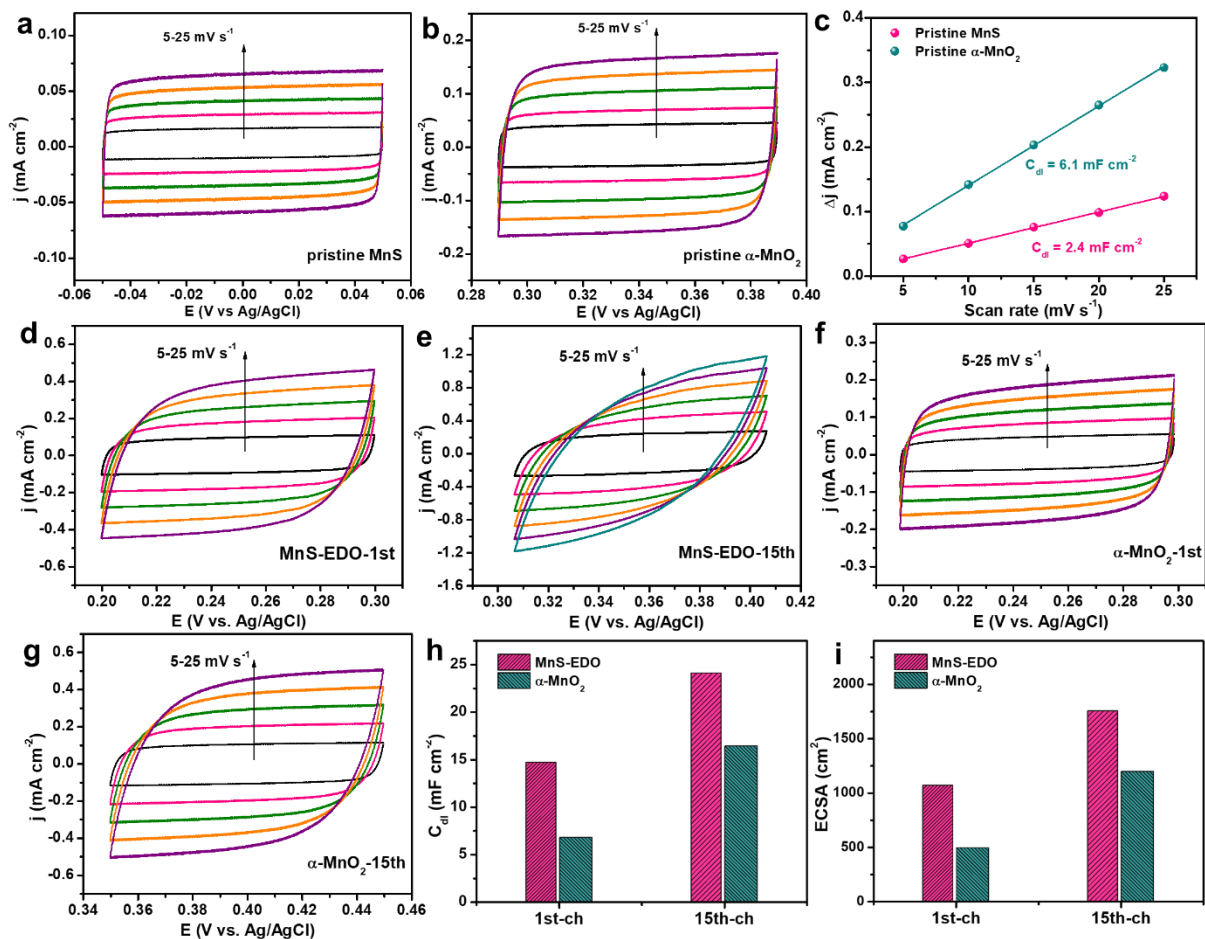 a
0.10
0.05
0.00
-0.05
-0.10
j (mA cm⁻²)
5-25 mV s⁻¹
pristine MnS
-0.06 -0.04 -0.02 0.00 0.02 0.04 0.06
E (V vs Ag/AgCl)
b
0.2
0.1
0.0
-0.1
-0.2
j (mA cm⁻²)
5-25 mV s⁻¹
pristine α-MnO₂
0.28 0.30 0.32 0.34 0.36 0.38 0.40
E (V vs Ag/AgCl)
c
0.4
0.3
0.2
0.1
0.0
Δj (mA cm⁻²)
Pristine MnS
Pristine α-MnO₂
C_dl = 6.1 mF cm⁻²
C_dl = 2.4 mF cm⁻²
5 10 15 20 25
Scan rate (mV s⁻¹)
d
0.6
0.4
0.2
0.0
-0.2
-0.4
-0.6
j (mA cm⁻²)
5-25 mV s⁻¹
MnS-EDO-1st
0.20 0.22 0.24 0.26 0.28 0.30
E (V vs. Ag/AgCl)
e
1.2
0.8
0.4
0.0
-0.4
-0.8
-1.2
-1.6
j (mA cm⁻²)
5-25 mV s⁻¹
MnS-EDO-15th
0.30 0.32 0.34 0.36 0.38 0.40 0.42
E (V vs. Ag/AgCl)
f
0.3
0.2
0.1
0.0
-0.1
-0.2
-0.3
j (mA cm⁻²)
5-25 mV s⁻¹
α-MnO₂-1st
0.20 0.22 0.24 0.26 0.28 0.30
E (V vs. Ag/AgCl)
g
0.6
0.4
0.2
0.0
-0.2
-0.4
-0.6
j (mA cm⁻²)
5-25 mV s⁻¹
α-MnO₂-15th
0.34 0.36 0.38 0.40 0.42 0.44 0.46
E (V vs. Ag/AgCl)
h
25
20
15
10
5
0
C_dl (mF cm⁻²)
MnS-EDO
α-MnO₂
1st-ch 15th-ch
i
2000
1500
1000
500
0
ECSA (cm²)
MnS-EDO
α-MnO₂
1st-ch 15th-ch